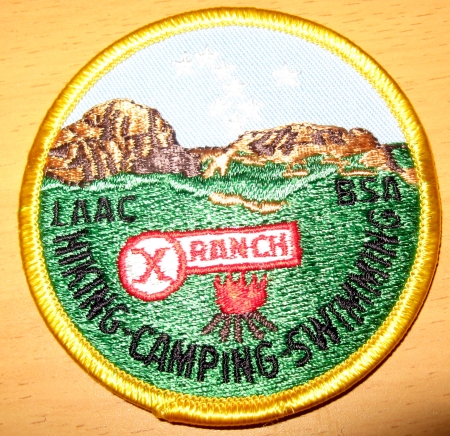 LAAC BSA
X RANCH
HIKING-CAMPING-SWIMMING